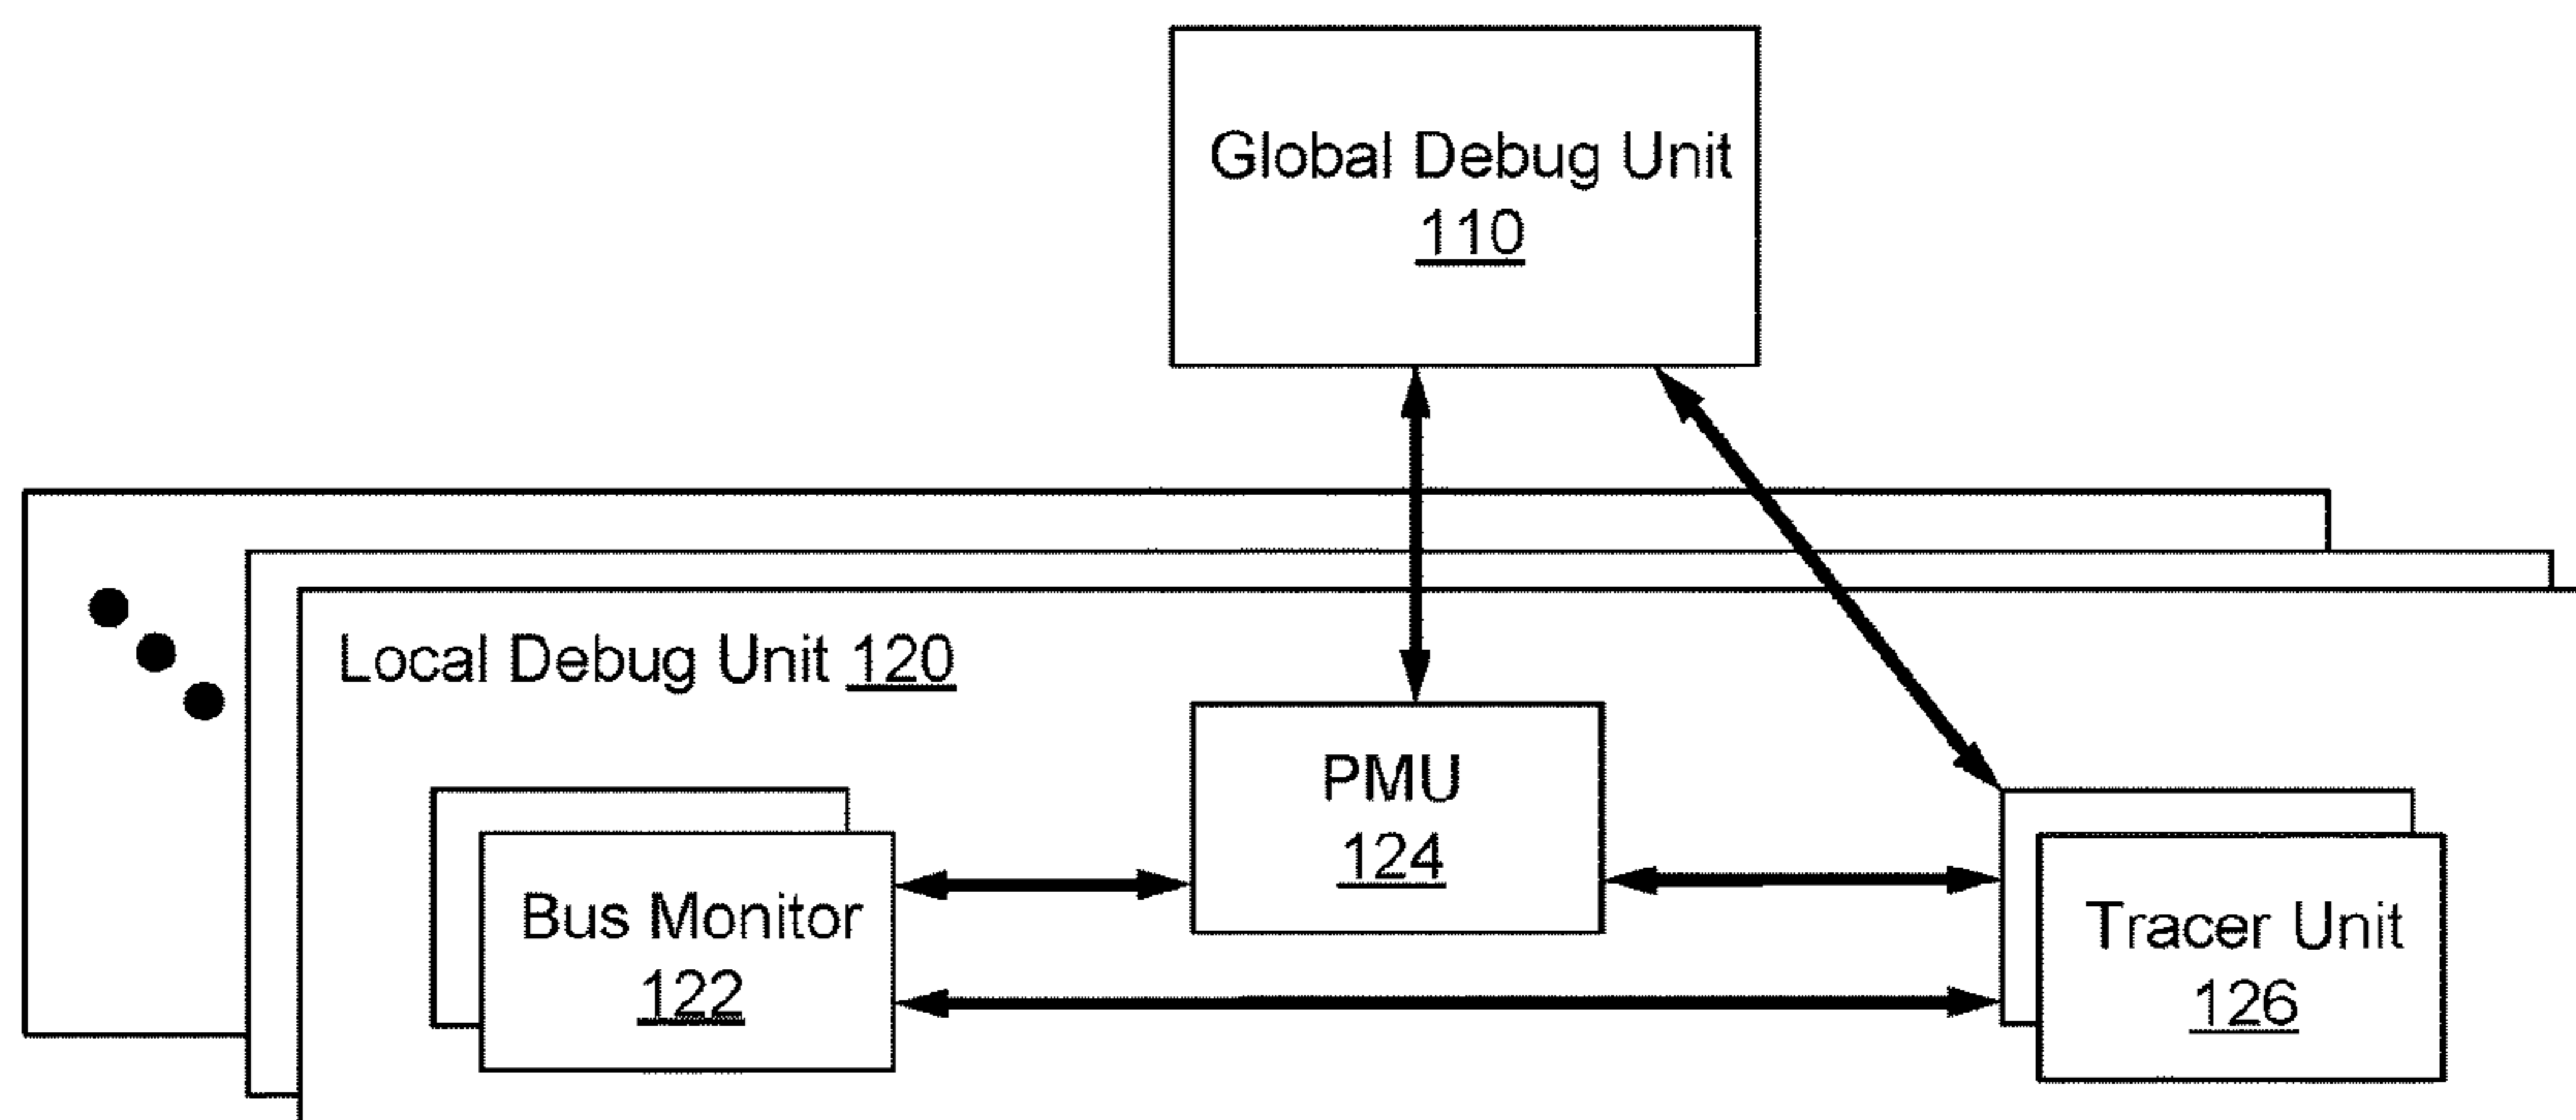 Global Debug Unit
110
Local Debug Unit 120
PMU
124
Bus Monitor
122
Tracer Unit
126